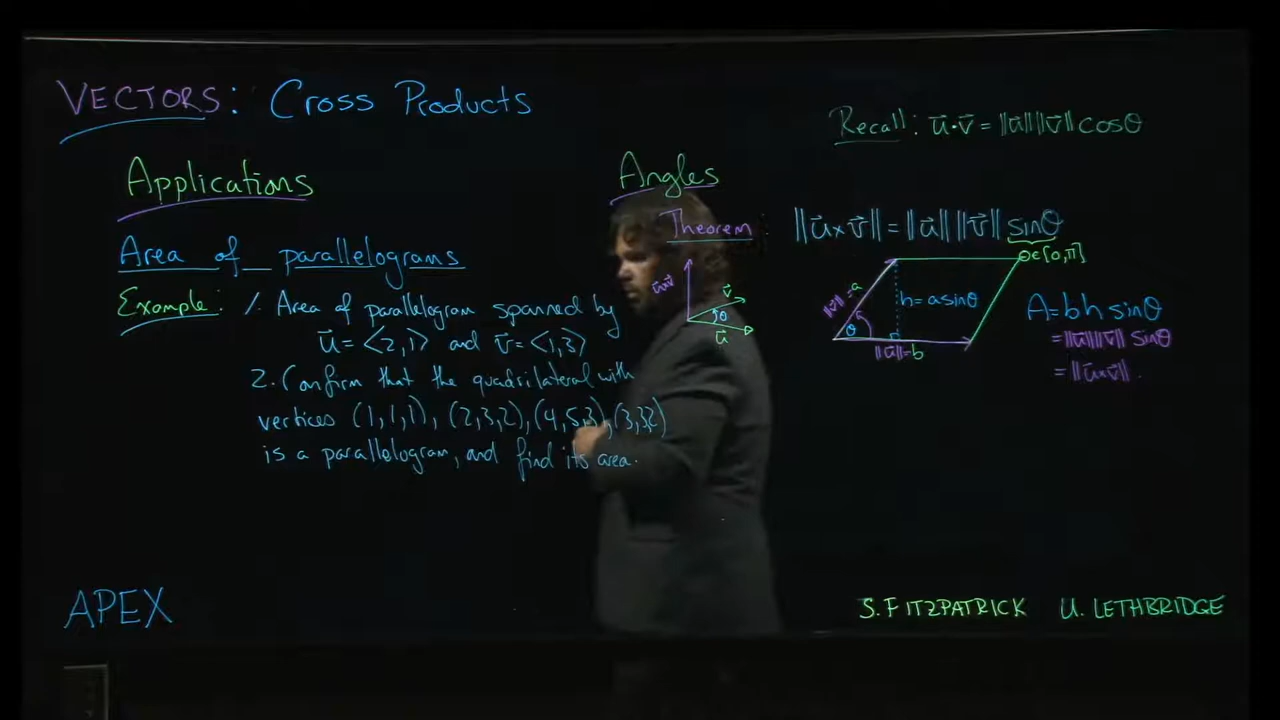 VECTORS: Cross Products
Recall: u⃗·v⃗ = ‖u⃗‖‖v⃗‖ cosθ
Applications
Area of parallelograms
Example: 1. Area of parallelogram spanned by
u⃗ = <2,1> and v⃗ = <1,3>
2. Confirm that the quadrilateral with
vertices (1,1,1), (2,3,2), (4,5,3), (3,3,2)
is a parallelogram, and find its area.
Angles
Theorem: ‖u⃗×v⃗‖ = ‖u⃗‖ ‖v⃗‖ sinθ
θ∈[0,π]
u⃗×v⃗
v⃗
θ
u⃗
‖v⃗‖=a
h=asinθ
θ
‖u⃗‖=b
A=bh sinθ
=‖u⃗‖‖v⃗‖ sinθ
=‖u⃗×v⃗‖.
APEX
S. FITZPATRICK U. LETHBRIDGE